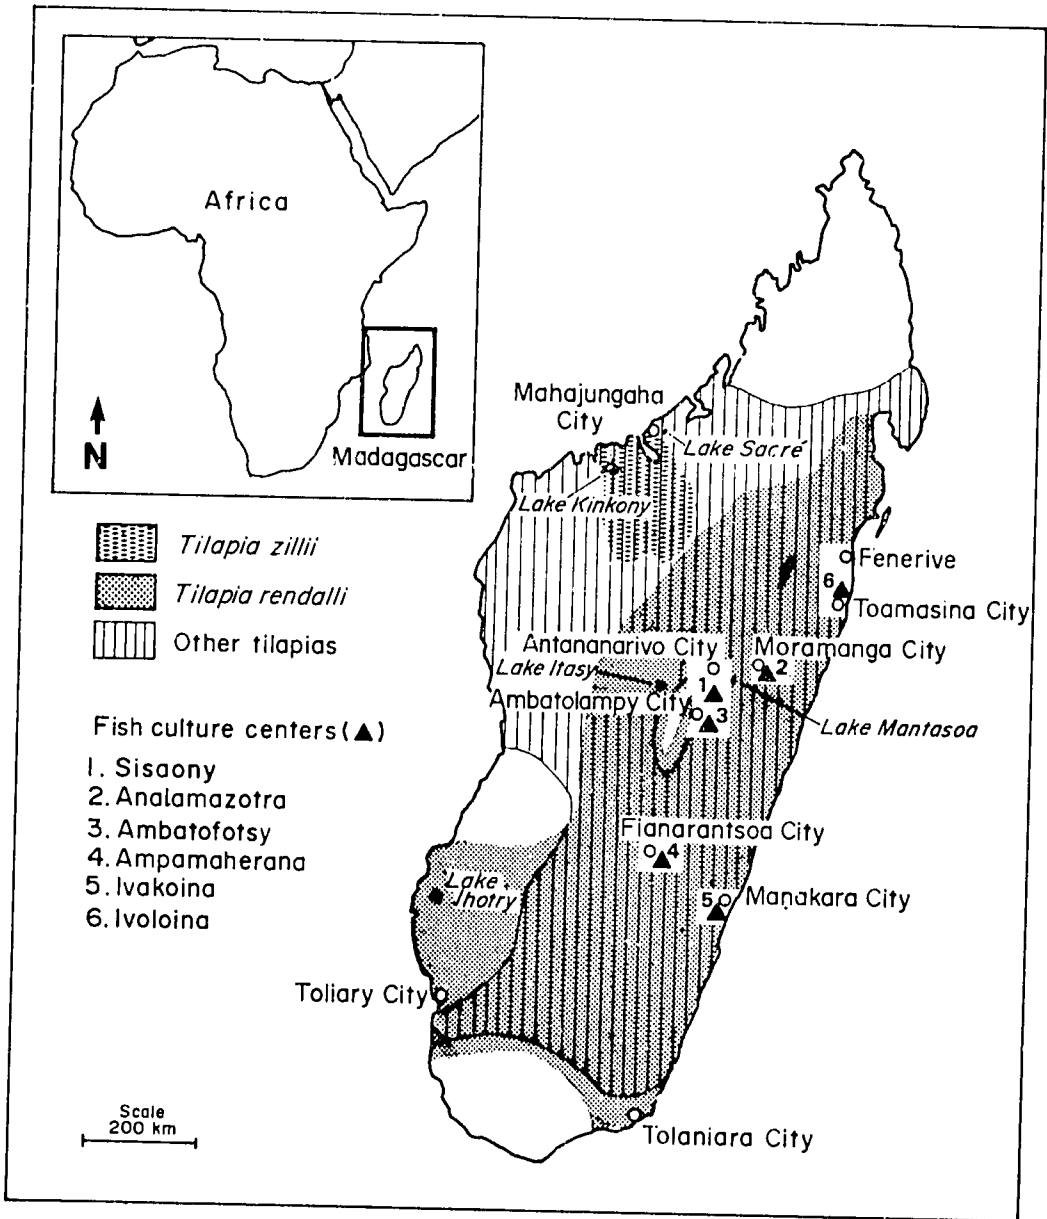 Africa
N
Madagascar
Tilapia zillii
Tilapia rendalli
Other tilapias
Fish culture centers (▲)
1. Sisaony
2. Analamazotra
3. Ambatofotsy
4. Ampamaherana
5. Ivakoina
6. Ivoloina
Scale
200 km
Mahajungaha
City
Lake Sacré
Lake Kinkony
Fenerive
6
Toamasina City
Antananarivo City
Moramanga City
Lake Itasy
1
2
Ambatolampy City
3
Lake Mantasoa
Fianarantsoa City
4
Lake
Ihotry
5
Manakara City
Toliary City
Tolaniara City